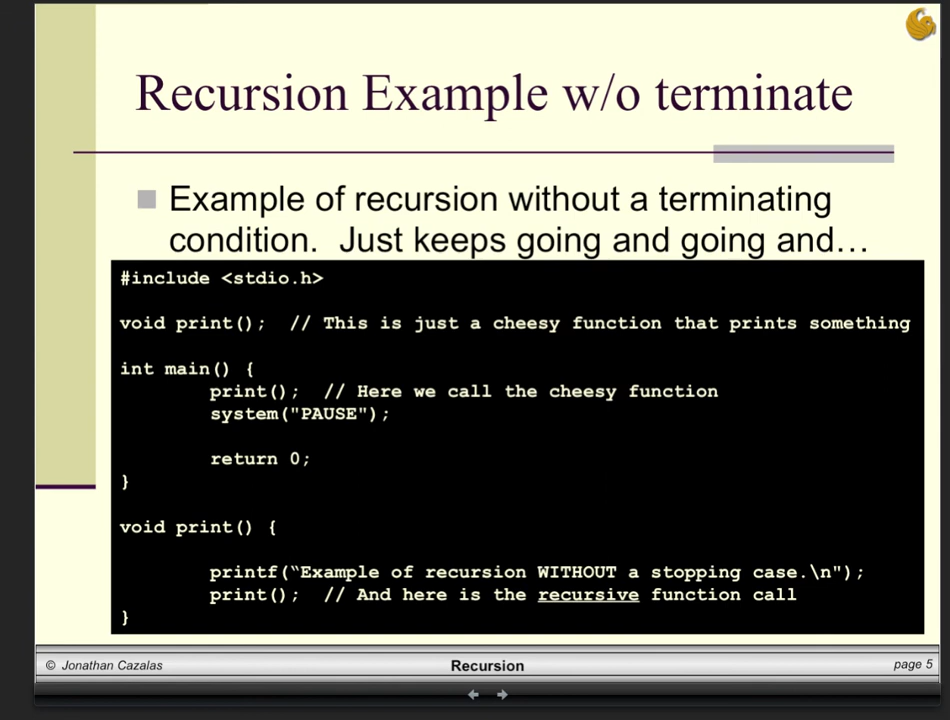 Recursion Example w/o terminate
Example of recursion without a terminating
condition.  Just keeps going and going and…
#include <stdio.h>
void print();  // This is just a cheesy function that prints something
int main() {
print();  // Here we call the cheesy function
system("PAUSE");
return 0;
}
void print() {
printf(“Example of recursion WITHOUT a stopping case.\n");
print();  // And here is the recursive function call
}
© Jonathan Cazalas
Recursion
page 5